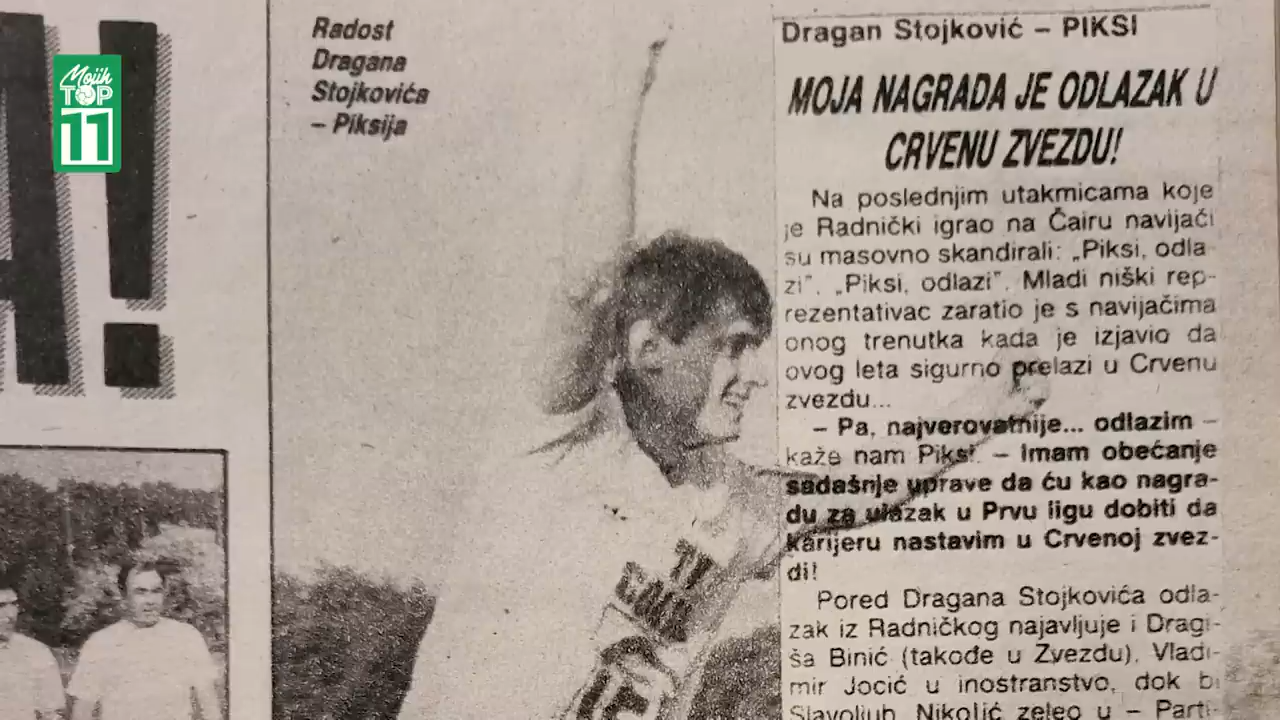 Mojih
TOP
11
A!
Radost
Dragana
Stojkovića
– Piksija
Dragan Stojković – PIKSI
MOJA NAGRADA JE ODLAZAK U
CRVENU ZVEZDU!
Na poslednjim utakmicama koje
je Radnički igrao na Čairu navijači
su masovno skandirali: „Piksi, odla-
zi”, „Piksi, odlazi”. Mladi niški rep-
rezentativac zaratio je s navijačima
onog trenutka kada je izjavio da
ovog leta sigurno prelazi u Crvenu
zvezdu...
– Pa, najverovatnije... odlazim –
kaže nam Piksi. – Imam obećanje
sadašnje uprave da ću kao nagra-
du za ulazak u Prvu ligu dobiti da
karijeru nastavim u Crvenoj zvez-
di!
Pored Dragana Stojkovića odla-
zak iz Radničkog najavljuje i Dragi-
ša Binić (takođe u Zvezdu), Vladi-
mir Jocić u inostranstvo, dok bi
Slavoljub Nikolić želeo u – Parti-